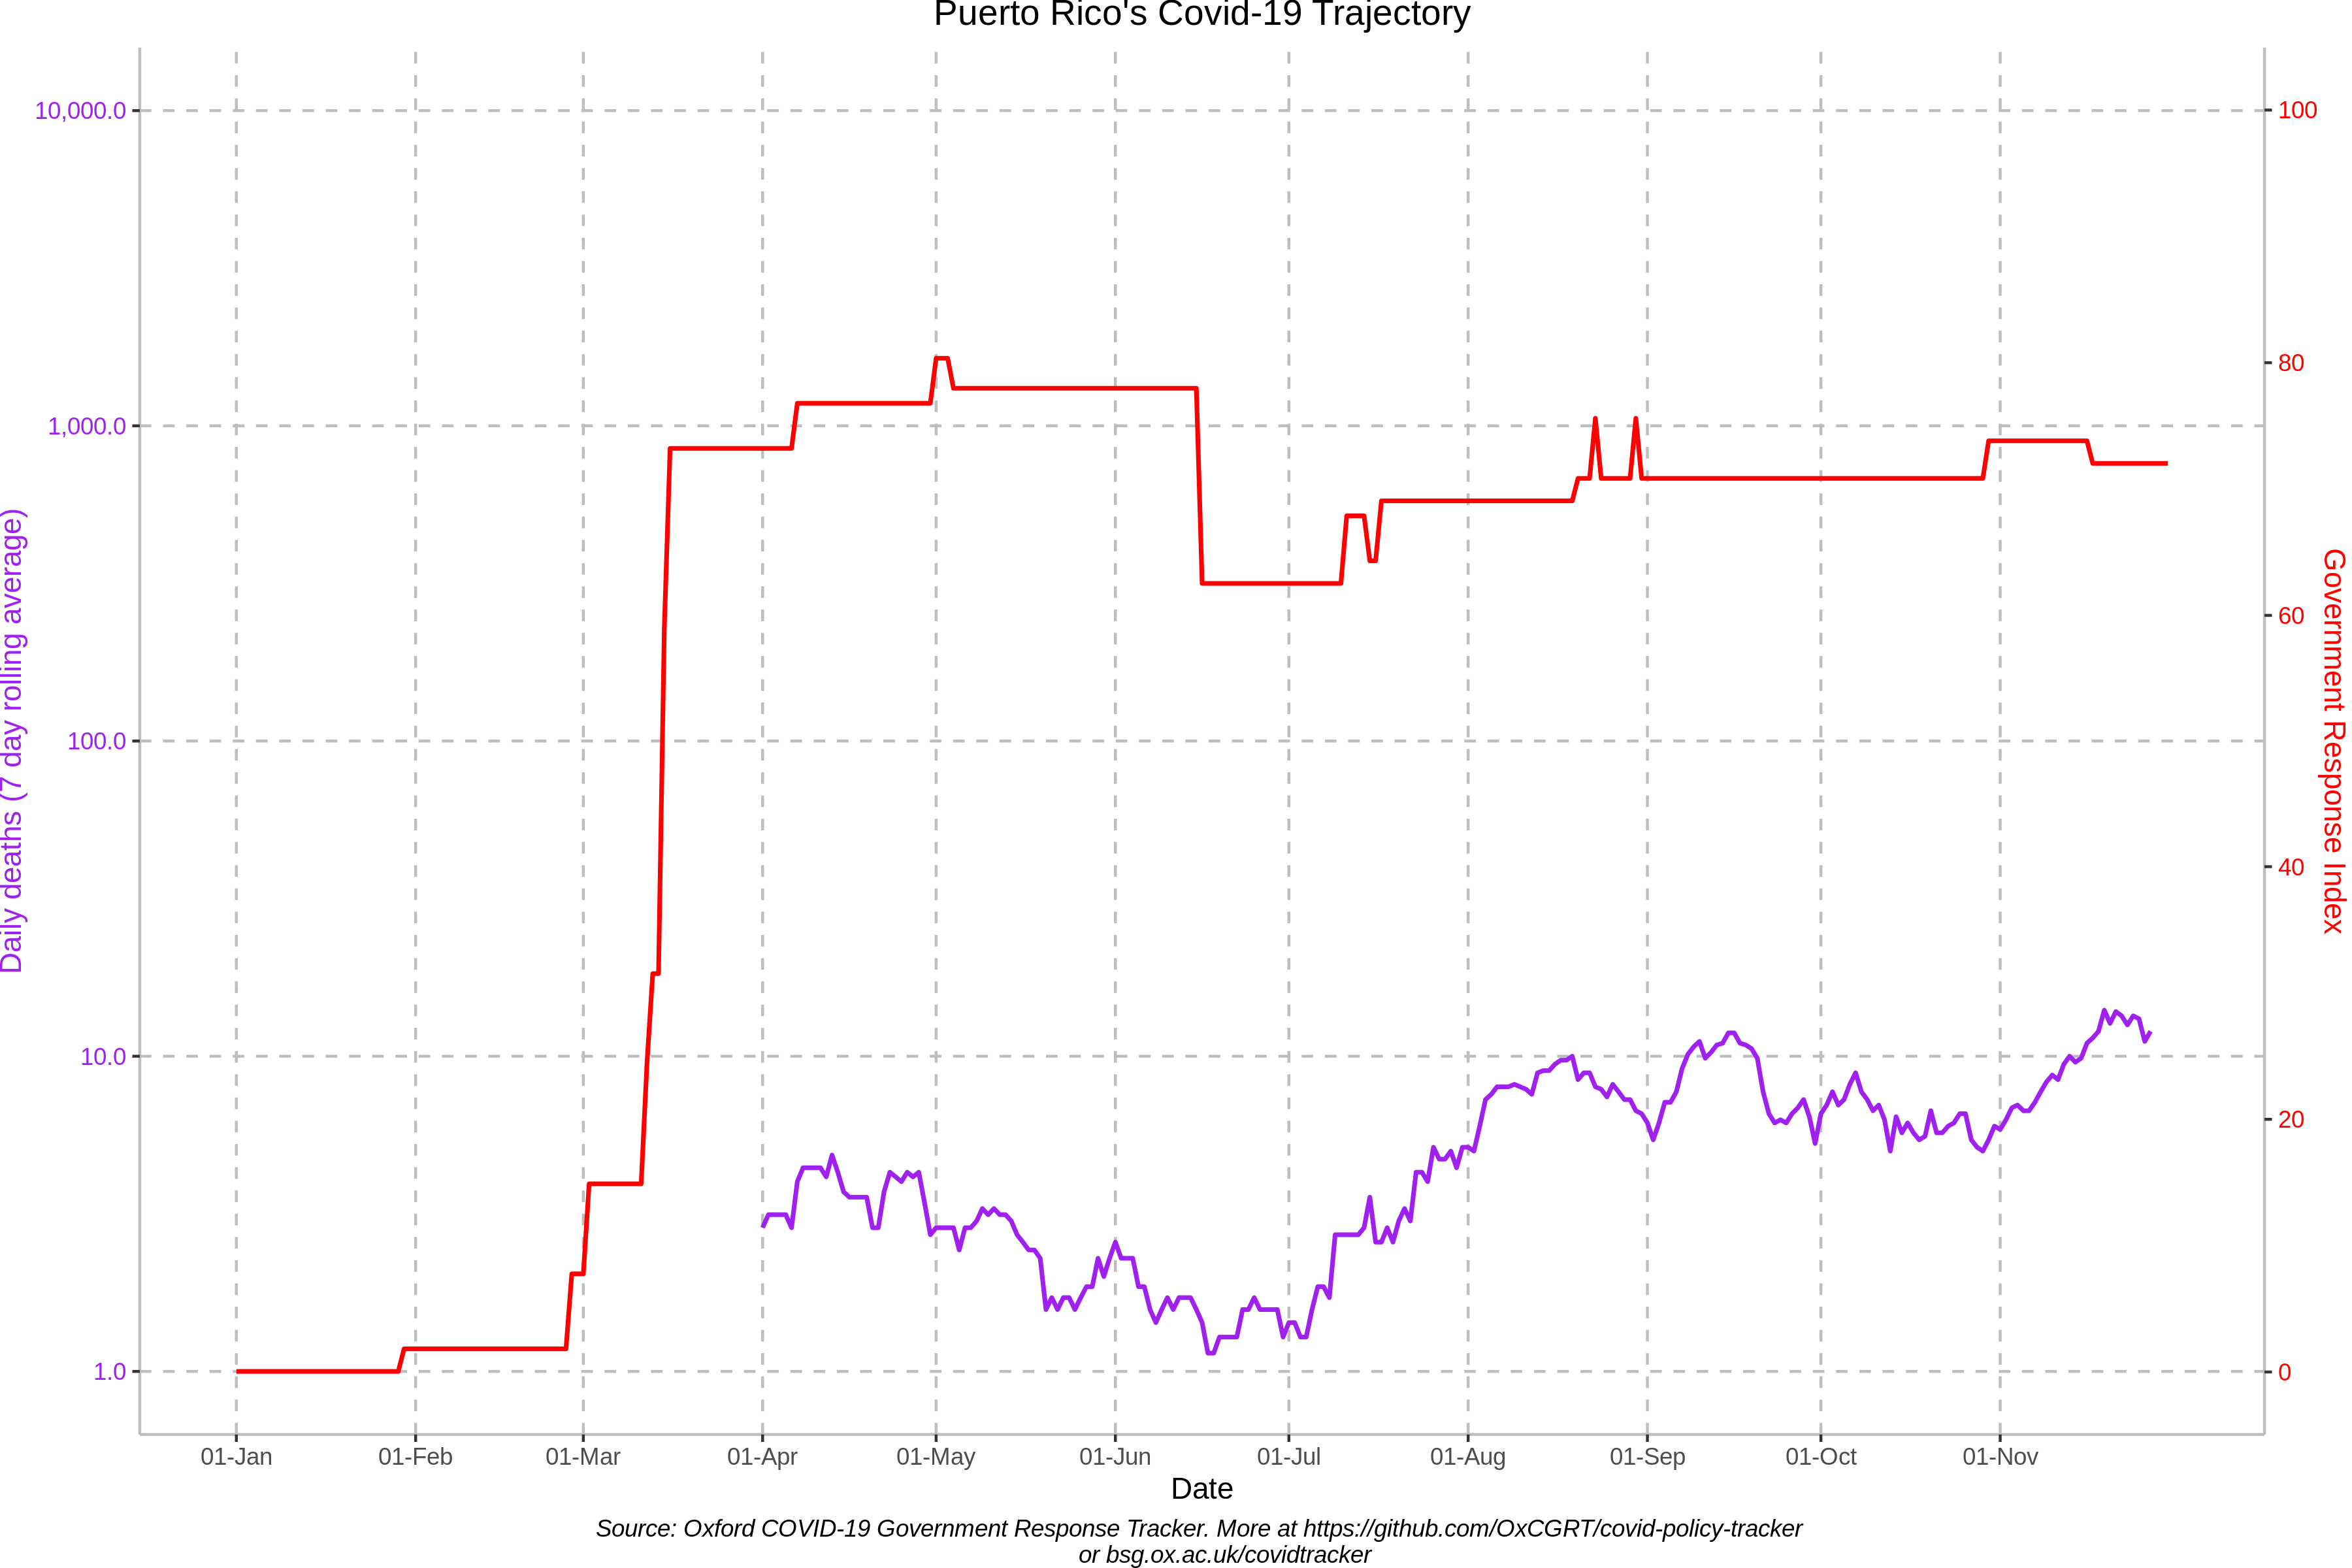 Puerto Rico's Covid-19 Trajectory
10,000.0
1,000.0
100.0
10.0
1.0
Daily deaths (7 day rolling average)
100
80
60
40
20
0
Government Response Index
01-Jan
01-Feb
01-Mar
01-Apr
01-May
01-Jun
01-Jul
01-Aug
01-Sep
01-Oct
01-Nov
Date
Source: Oxford COVID-19 Government Response Tracker. More at https://github.com/OxCGRT/covid-policy-tracker
or bsg.ox.ac.uk/covidtracker